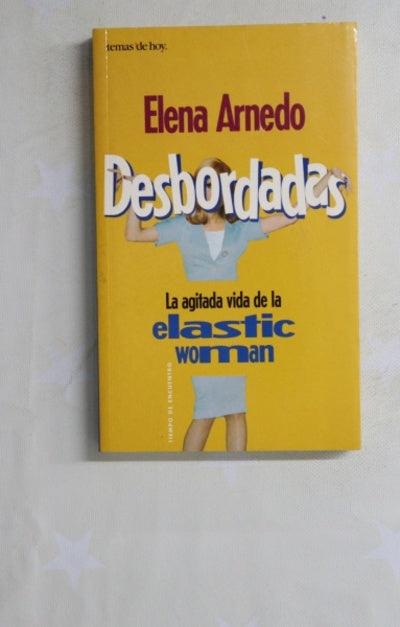 temas de hoy.
Elena Arnedo
Desbordadas
La agitada vida de la
elastic
woman
TIEMPO DE ENCUENTRO